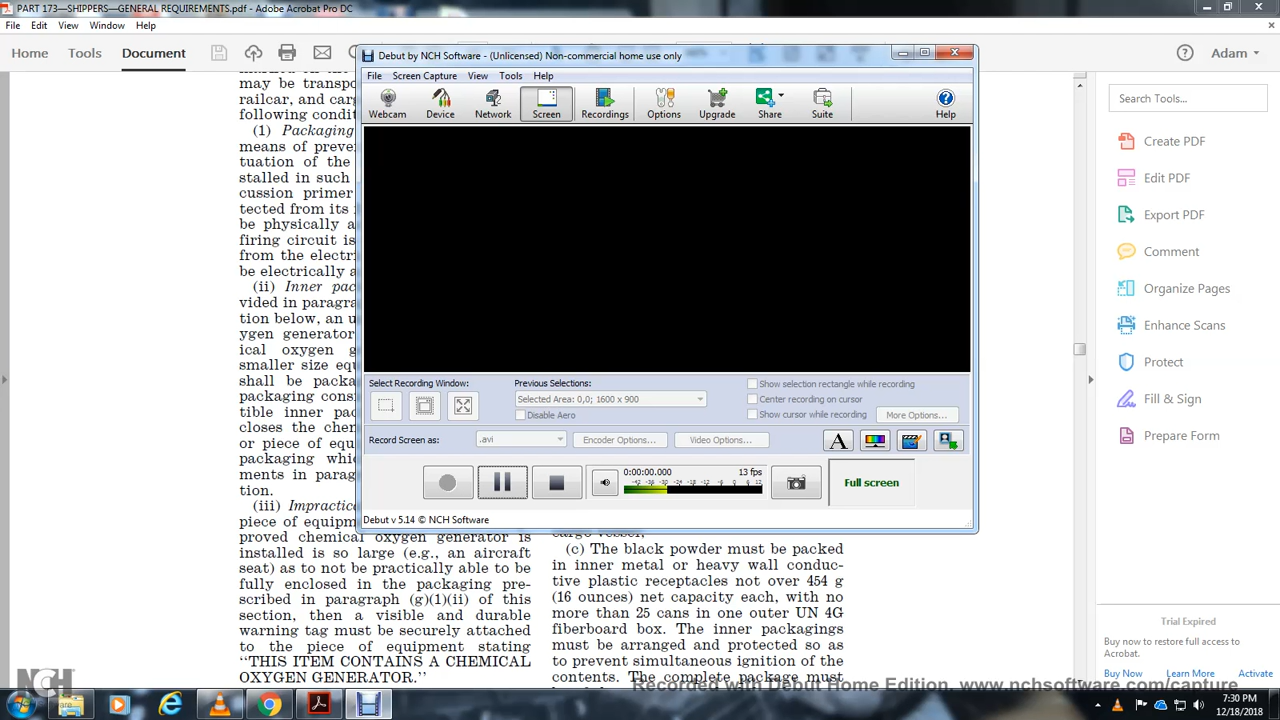 PART 173—SHIPPERS—GENERAL REQUIREMENTS.pdf - Adobe Acrobat Pro DC
File Edit View Window Help
Home Tools Document
Adam
may be transpo
railcar, and carg
following condit
(1) Packaging
means of preve
tuation of the
stalled in such
cussion primer
tected from its i
be physically a
firing circuit is
from the electri
be electrically a
(ii) Inner pac
vided in paragra
tion below, an u
ygen generator
ical oxygen g
smaller size equ
shall be packa
packaging cons
tible inner pac
closes the chem
or piece of equ
packaging whic
ments in parag
tion.
(iii) Impractic
piece of equipm
proved chemical oxygen generator is
installed is so large (e.g., an aircraft
seat) as to not be practically able to be
fully enclosed in the packaging pre-
scribed in paragraph (g)(1)(ii) of this
section, then a visible and durable
warning tag must be securely attached
to the piece of equipment stating
‘‘THIS ITEM CONTAINS A CHEMICAL
OXYGEN GENERATOR.’’
(c) The black powder must be packed
in inner metal or heavy wall conduc-
tive plastic receptacles not over 454 g
(16 ounces) net capacity each, with no
more than 25 cans in one outer UN 4G
fiberboard box. The inner packagings
must be arranged and protected so as
to prevent simultaneous ignition of the
contents. The complete package must
Debut by NCH Software - (Unlicensed) Non-commercial home use only
File Screen Capture View Tools Help
Webcam Device Network Screen Recordings Options Upgrade Share Suite Help
Select Recording Window:
Previous Selections:
Selected Area: 0,0; 1600 x 900
Disable Aero
Show selection rectangle while recording
Center recording on cursor
Show cursor while recording
More Options...
Record Screen as: .avi Encoder Options... Video Options...
A
0:00:00.000 13 fps
-42 -36 -30 -24 -18 -12 -6 0 6 12
Full screen
Debut v 5.14 © NCH Software
Search Tools...
Create PDF
Edit PDF
Export PDF
Comment
Organize Pages
Enhance Scans
Protect
Fill & Sign
Prepare Form
Trial Expired
Buy now to restore full access to
Acrobat.
Buy Now Learn More Activate
NCH
Recorded with Debut Home Edition. www.nchsoftware.com/capture
7:30 PM
12/18/2018